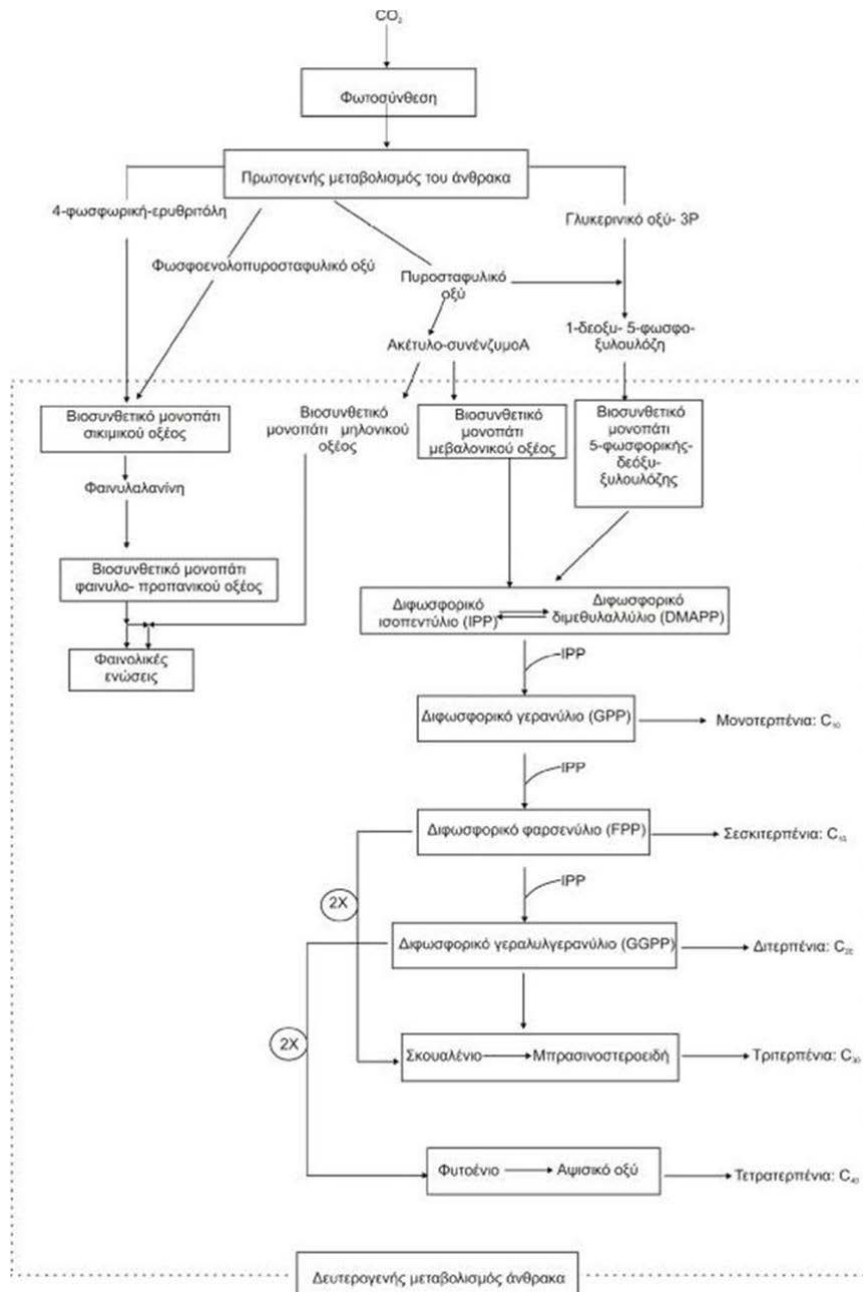 CO₂
Φωτοσύνθεση
Πρωτογενής μεταβολισμός του άνθρακα
4-φωσφωρική-ερυθριτόλη
Γλυκερινικό οξύ- 3P
Φωσφοενολοπυροσταφυλικό οξύ
Πυροσταφυλικό
οξύ
1-δεοξυ- 5-φωσφο-
ξυλουλόζη
Ακέτυλο-συνένζυμοΑ
Βιοσυνθετικό μονοπάτι
σικιμικού οξέος
Βιοσυνθετικό
μονοπάτι μηλονικού
οξέος
Βιοσυνθετικό
μονοπάτι
μεβαλονικού οξέος
Βιοσυνθετικό
μονοπάτι
5-φωσφορικής-
δεόξυ-
ξυλουλόζης
Φαινυλαλανίνη
Βιοσυνθετικό μονοπάτι
φαινυλο- προπανικού οξέος
Φαινολικές
ενώσεις
Διφωσφορικό
ισοπεντύλιο (IPP)
Διφωσφορικό
διμεθυλαλλύλιο (DMAPP)
IPP
Διφωσφορικό γερανύλιο (GPP)
Μονοτερπένια: C₁₀
IPP
Διφωσφορικό φαρσενύλιο (FPP)
Σεσκιτερπένια: C₁₅
IPP
2X
Διφωσφορικό γεραλυλγερανύλιο (GGPP)
Διτερπένια:
2X
Σκουαλένιο
Μπρασινοστεροειδή
Τριτερπένια: C₃₀
Φυτοένιο
Αψισικό οξύ
Τετρατερπένια: C₄₀
Δευτερογενής μεταβολισμός άνθρακα